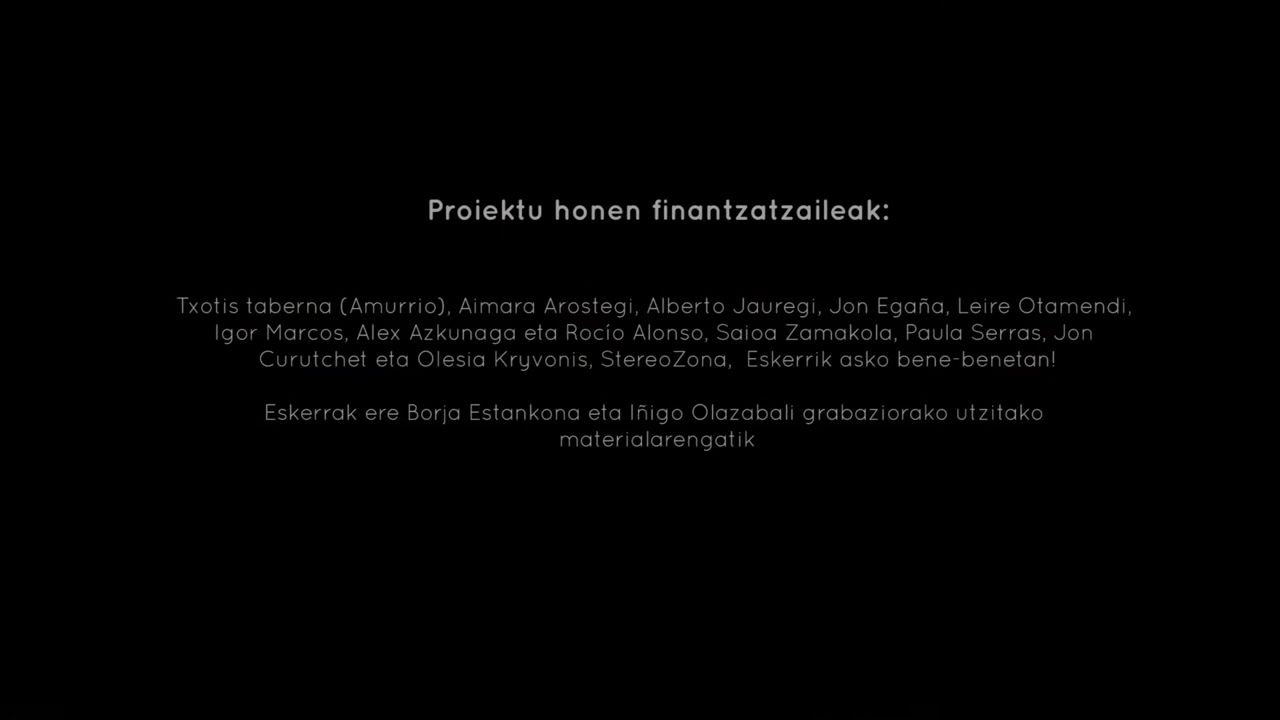 Proiektu honen finantzatzaileak:
Txotis taberna (Amurrio), Aimara Arostegi, Alberto Jauregi, Jon Egaña, Leire Otamendi,
Igor Marcos, Alex Azkunaga eta Rocío Alonso, Saioa Zamakola, Paula Serras, Jon
Curutchet eta Olesia Kryvonis, StereoZona,  Eskerrik asko bene-benetan!
Eskerrak ere Borja Estankona eta Iñigo Olazabali grabaziorako utzitako
materialarengatik